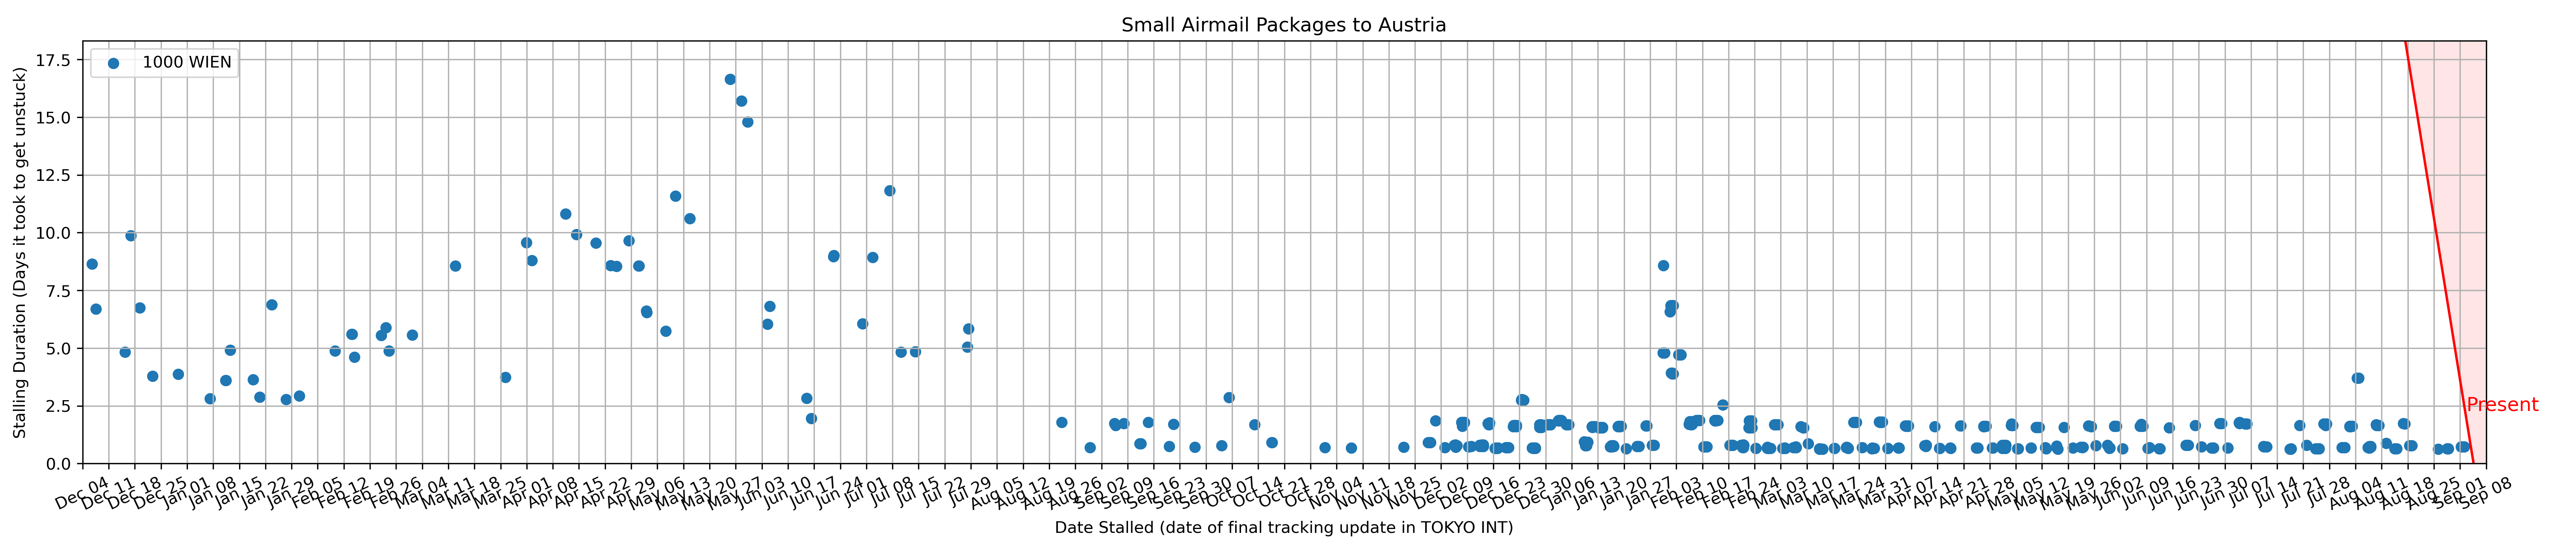 Small Airmail Packages to Austria
1000 WIEN
Stalling Duration (Days it took to get unstuck)
17.5
15.0
12.5
10.0
7.5
5.0
2.5
0.0
Present
Dec 04
Dec 11
Dec 18
Dec 25
Jan 01
Jan 08
Jan 15
Jan 22
Jan 29
Feb 05
Feb 12
Feb 19
Feb 26
Mar 04
Mar 11
Mar 18
Mar 25
Apr 01
Apr 08
Apr 15
Apr 22
Apr 29
May 06
May 13
May 20
May 27
Jun 03
Jun 10
Jun 17
Jun 24
Jul 01
Jul 08
Jul 15
Jul 22
Jul 29
Aug 05
Aug 12
Aug 19
Aug 26
Sep 02
Sep 09
Sep 16
Sep 23
Sep 30
Oct 07
Oct 14
Oct 21
Oct 28
Nov 04
Nov 11
Nov 18
Nov 25
Dec 02
Dec 09
Dec 16
Dec 23
Dec 30
Jan 06
Jan 13
Jan 20
Jan 27
Feb 03
Feb 10
Feb 17
Feb 24
Mar 03
Mar 10
Mar 17
Mar 24
Mar 31
Apr 07
Apr 14
Apr 21
Apr 28
May 05
May 12
May 19
May 26
Jun 02
Jun 09
Jun 16
Jun 23
Jun 30
Jul 07
Jul 14
Jul 21
Jul 28
Aug 04
Aug 11
Aug 18
Aug 25
Sep 01
Sep 08
Date Stalled (date of final tracking update in TOKYO INT)